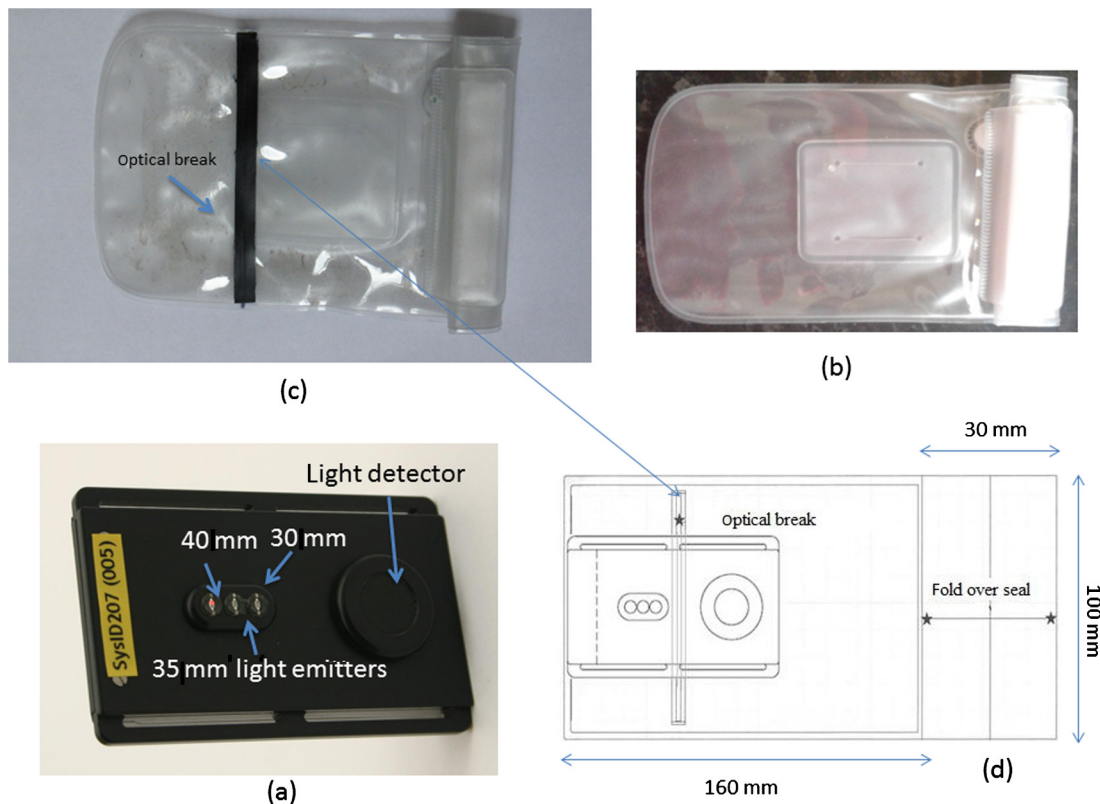 Optical break
(c)
(b)
Light detector
40 mm 30 mm
35 mm light emitters
SysID207 (005)
(a)
30 mm
Optical break
Fold over seal
100 mm
160 mm
(d)